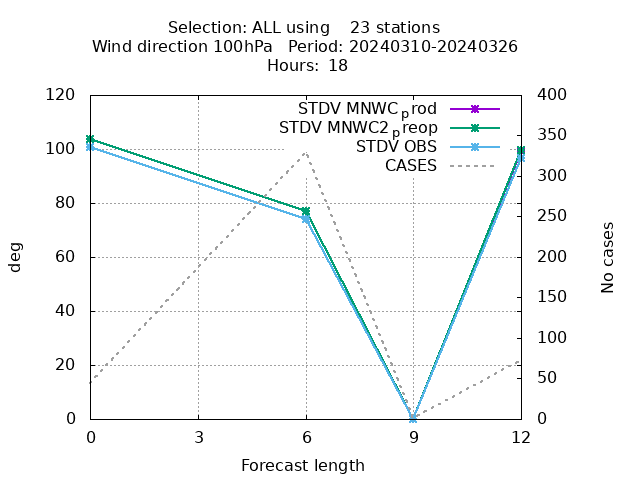 Selection: ALL using 23 stations
Wind direction 100hPa Period: 20240310-20240326
Hours: 18
120
100
80
60
40
20
0
400
350
300
250
200
150
100
50
0
STDV MNWC_prod
STDV MNWC2_preop
STDV OBS
CASES
deg
No cases
0 3 6 9 12
Forecast length